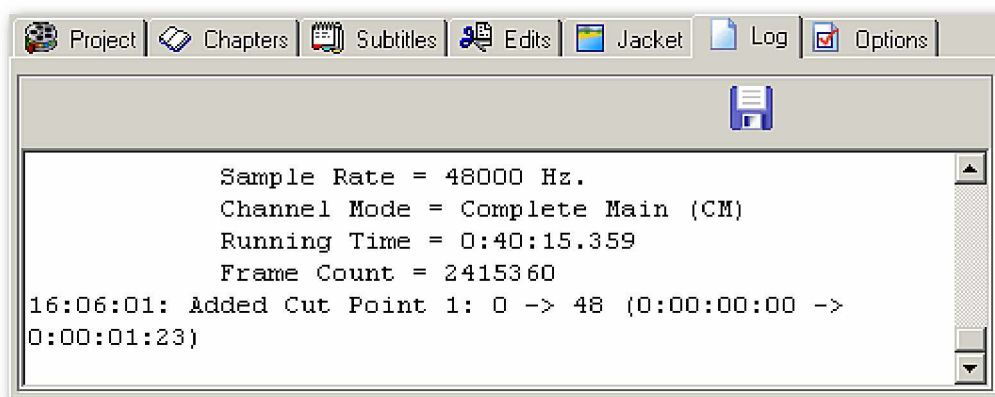 Project Chapters Subtitles Edits Jacket Log Options
Sample Rate = 48000 Hz.
Channel Mode = Complete Main (CM)
Running Time = 0:40:15.359
Frame Count = 2415360
16:06:01: Added Cut Point 1: 0 -> 48 (0:00:00:00 ->
0:00:01:23)